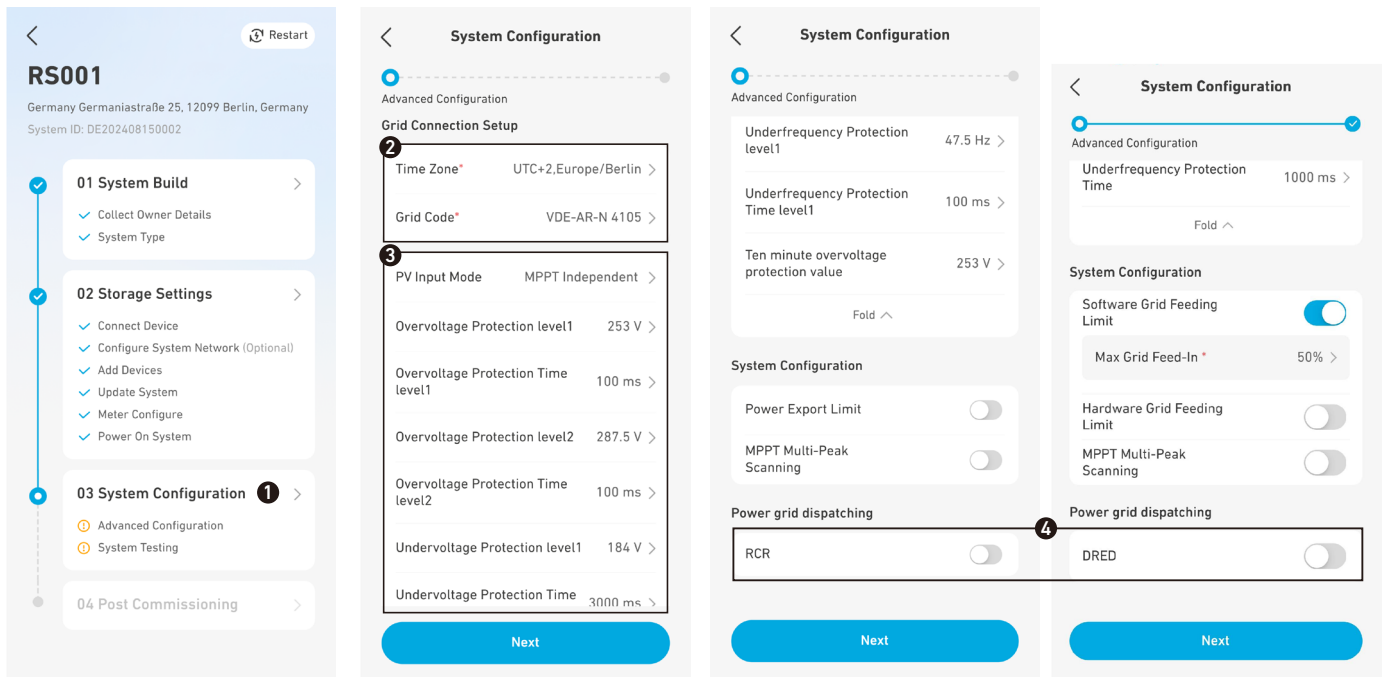 Restart
RS001
Germany Germaniastraße 25, 12099 Berlin, Germany
System ID: DE202408150002
01 System Build
Collect Owner Details
System Type
02 Storage Settings
Connect Device
Configure System Network (Optional)
Add Devices
Update System
Meter Configure
Power On System
03 System Configuration 1
Advanced Configuration
System Testing
04 Post Commissioning
System Configuration
Advanced Configuration
Grid Connection Setup
2
Time Zone* UTC+2,Europe/Berlin
Grid Code* VDE-AR-N 4105
3
PV Input Mode MPPT Independent
Overvoltage Protection level1 253 V
Overvoltage Protection Time
level1 100 ms
Overvoltage Protection level2 287.5 V
Overvoltage Protection Time
level2 100 ms
Undervoltage Protection level1 184 V
Undervoltage Protection Time 3000 ms
Next
System Configuration
Advanced Configuration
Underfrequency Protection
level1 47.5 Hz
Underfrequency Protection
Time level1 100 ms
Ten minute overvoltage
protection value 253 V
Fold
System Configuration
Power Export Limit
MPPT Multi-Peak
Scanning
Power grid dispatching
4
RCR
Next
System Configuration
Advanced Configuration
Underfrequency Protection
Time 1000 ms
Fold
System Configuration
Software Grid Feeding
Limit
Max Grid Feed-In * 50%
Hardware Grid Feeding
Limit
MPPT Multi-Peak
Scanning
Power grid dispatching
DRED
Next